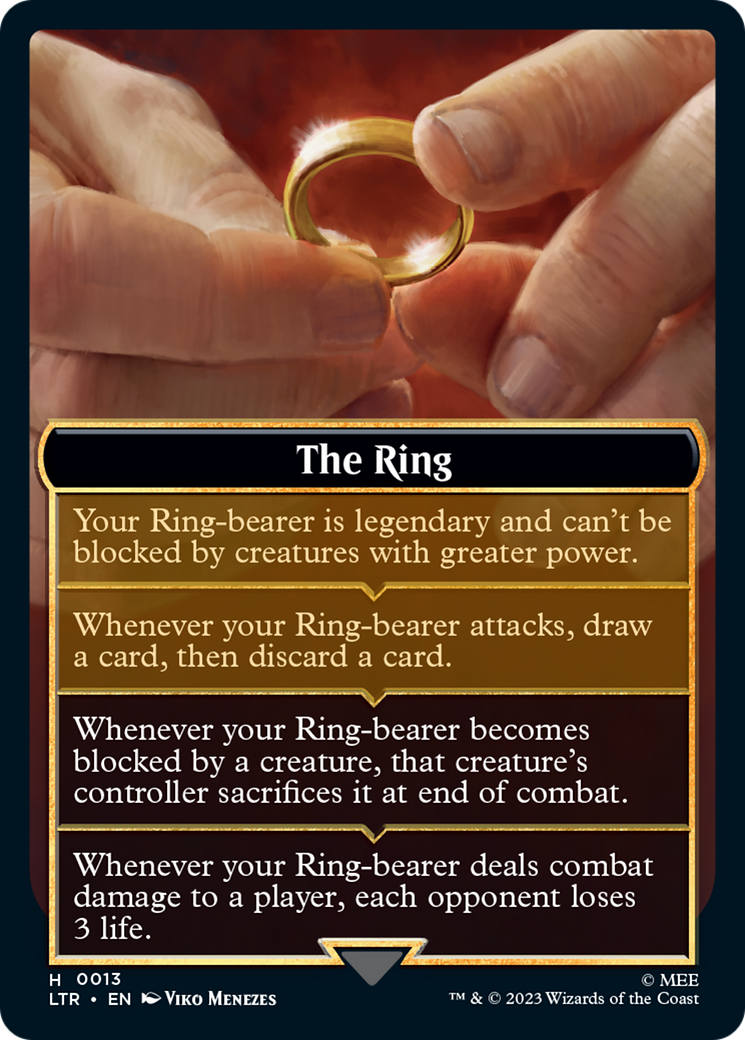 The Ring
Your Ring-bearer is legendary and can't be
blocked by creatures with greater power.
Whenever your Ring-bearer attacks, draw
a card, then discard a card.
Whenever your Ring-bearer becomes
blocked by a creature, that creature's
controller sacrifices it at end of combat.
Whenever your Ring-bearer deals combat
damage to a player, each opponent loses
3 life.
H 0013
LTR • EN Viko Menezes
© MEE
™ & © 2023 Wizards of the Coast